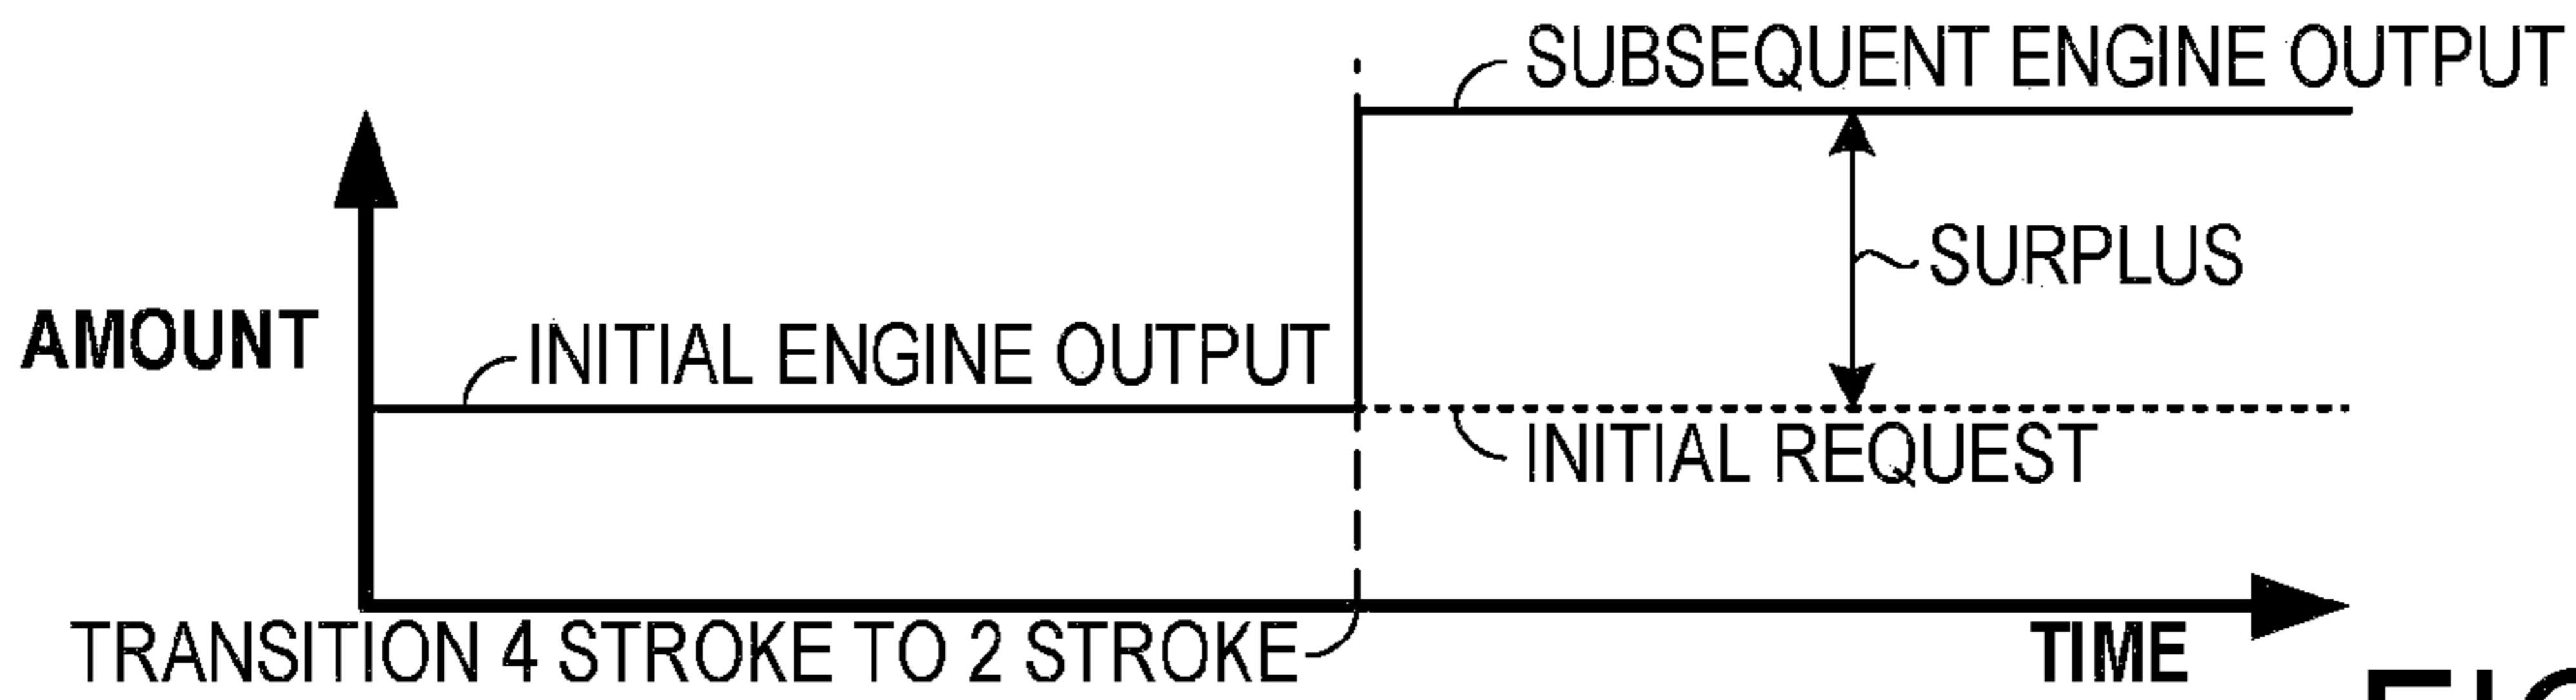 SUBSEQUENT ENGINE OUTPUT
SURPLUS
AMOUNT
INITIAL ENGINE OUTPUT
INITIAL REQUEST
TRANSITION 4 STROKE TO 2 STROKE
TIME